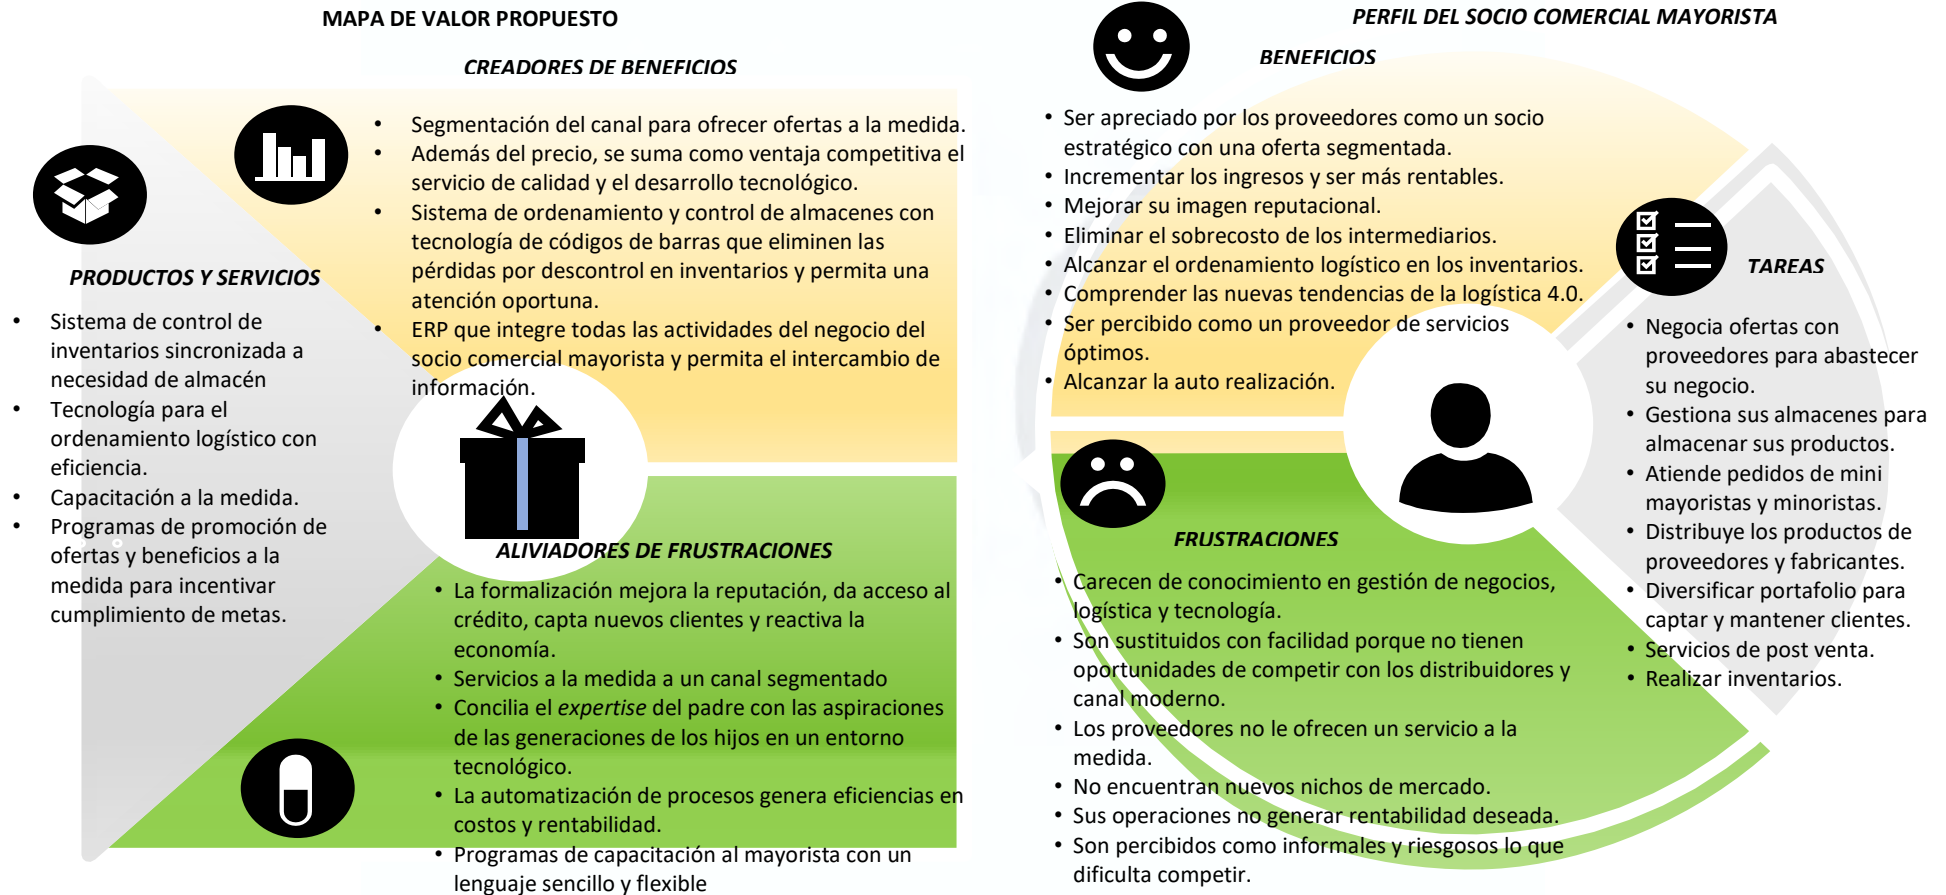 MAPA DE VALOR PROPUESTO
CREADORES DE BENEFICIOS
• Segmentación del canal para ofrecer ofertas a la medida.
• Además del precio, se suma como ventaja competitiva el
servicio de calidad y el desarrollo tecnológico.
• Sistema de ordenamiento y control de almacenes con
tecnología de códigos de barras que eliminen las
pérdidas por descontrol en inventarios y permita una
atención oportuna.
• ERP que integre todas las actividades del negocio del
socio comercial mayorista y permita el intercambio de
información.
PRODUCTOS Y SERVICIOS
• Sistema de control de
inventarios sincronizada a
necesidad de almacén
• Tecnología para el
ordenamiento logístico con
eficiencia.
• Capacitación a la medida.
• Programas de promoción de
ofertas y beneficios a la
medida para incentivar
cumplimiento de metas.
ALIVIADORES DE FRUSTRACIONES
• La formalización mejora la reputación, da acceso al
crédito, capta nuevos clientes y reactiva la
economía.
• Servicios a la medida a un canal segmentado
• Concilia el expertise del padre con las aspiraciones
de las generaciones de los hijos en un entorno
tecnológico.
• La automatización de procesos genera eficiencias en
costos y rentabilidad.
• Programas de capacitación al mayorista con un
lenguaje sencillo y flexible
PERFIL DEL SOCIO COMERCIAL MAYORISTA
BENEFICIOS
• Ser apreciado por los proveedores como un socio
estratégico con una oferta segmentada.
• Incrementar los ingresos y ser más rentables.
• Mejorar su imagen reputacional.
• Eliminar el sobrecosto de los intermediarios.
• Alcanzar el ordenamiento logístico en los inventarios.
• Comprender las nuevas tendencias de la logística 4.0.
• Ser percibido como un proveedor de servicios
óptimos.
• Alcanzar la auto realización.
TAREAS
• Negocia ofertas con
proveedores para abastecer
su negocio.
• Gestiona sus almacenes para
almacenar sus productos.
• Atiende pedidos de mini
mayoristas y minoristas.
• Distribuye los productos de
proveedores y fabricantes.
• Diversificar portafolio para
captar y mantener clientes.
• Servicios de post venta.
• Realizar inventarios.
FRUSTRACIONES
• Carecen de conocimiento en gestión de negocios,
logística y tecnología.
• Son sustituidos con facilidad porque no tienen
oportunidades de competir con los distribuidores y
canal moderno.
• Los proveedores no le ofrecen un servicio a la
medida.
• No encuentran nuevos nichos de mercado.
• Sus operaciones no generar rentabilidad deseada.
• Son percibidos como informales y riesgosos lo que
dificulta competir.